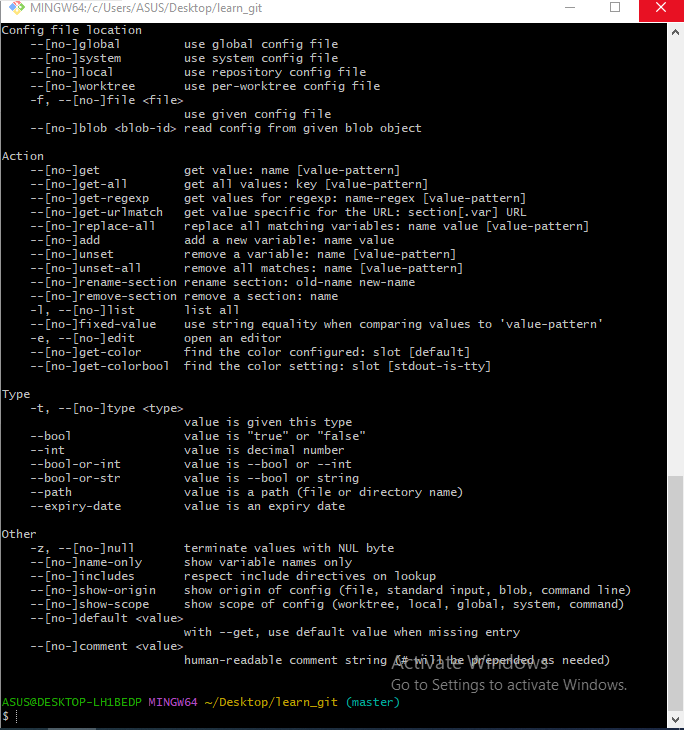 MINGW64:/c/Users/ASUS/Desktop/learn_git
Config file location
    --[no-]global         use global config file
    --[no-]system         use system config file
    --[no-]local          use repository config file
    --[no-]worktree       use per-worktree config file
    -f, --[no-]file <file>
                          use given config file
    --[no-]blob <blob-id> read config from given blob object

Action
    --[no-]get            get value: name [value-pattern]
    --[no-]get-all        get all values: key [value-pattern]
    --[no-]get-regexp     get values for regexp: name-regex [value-pattern]
    --[no-]get-urlmatch   get value specific for the URL: section[.var] URL
    --[no-]replace-all    replace all matching variables: name value [value-pattern]
    --[no-]add            add a new variable: name value
    --[no-]unset          remove a variable: name [value-pattern]
    --[no-]unset-all      remove all matches: name [value-pattern]
    --[no-]rename-section rename section: old-name new-name
    --[no-]remove-section remove a section: name
    -l, --[no-]list       list all
    --[no-]fixed-value    use string equality when comparing values to 'value-pattern'
    -e, --[no-]edit       open an editor
    --[no-]get-color      find the color configured: slot [default]
    --[no-]get-colorbool  find the color setting: slot [stdout-is-tty]

Type
    -t, --[no-]type <type>
                          value is given this type
    --bool                value is "true" or "false"
    --int                 value is decimal number
    --bool-or-int         value is --bool or --int
    --bool-or-str         value is --bool or string
    --path                value is a path (file or directory name)
    --expiry-date         value is an expiry date

Other
    -z, --[no-]null       terminate values with NUL byte
    --[no-]name-only      show variable names only
    --[no-]includes       respect include directives on lookup
    --[no-]show-origin    show origin of config (file, standard input, blob, command line)
    --[no-]show-scope     show scope of config (worktree, local, global, system, command)
    --[no-]default <value>
                          with --get, use default value when missing entry
    --[no-]comment <value>
                          human-readable comment string (# will be prepended as needed)
Activate Windows
Go to Settings to activate Windows.

ASUS@DESKTOP-LH1BEDP MINGW64 ~/Desktop/learn_git (master)
$